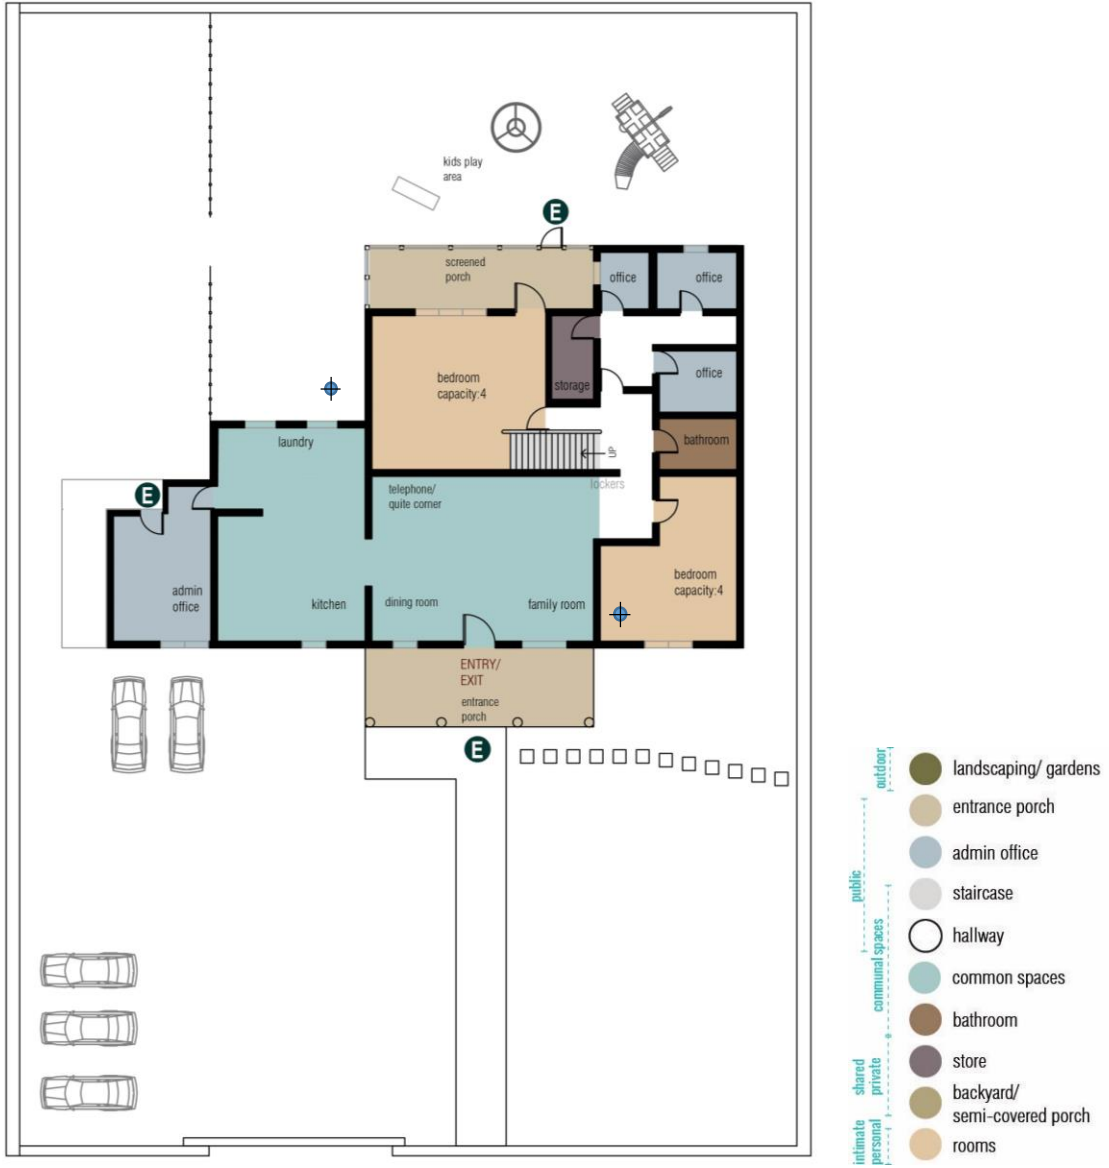 kids play
area
E
screened
porch
office
office
bedroom
capacity:4
storage
office
laundry
bathroom
UP
lockers
telephone/
quite corner
E
admin
office
kitchen
dining room
family room
bedroom
capacity:4
ENTRY/
EXIT
entrance
porch
E
outdoor
landscaping/ gardens
entrance porch
admin office
public
staircase
hallway
communal spaces
common spaces
bathroom
store
shared
private
backyard/
semi-covered porch
intimate
personal
rooms